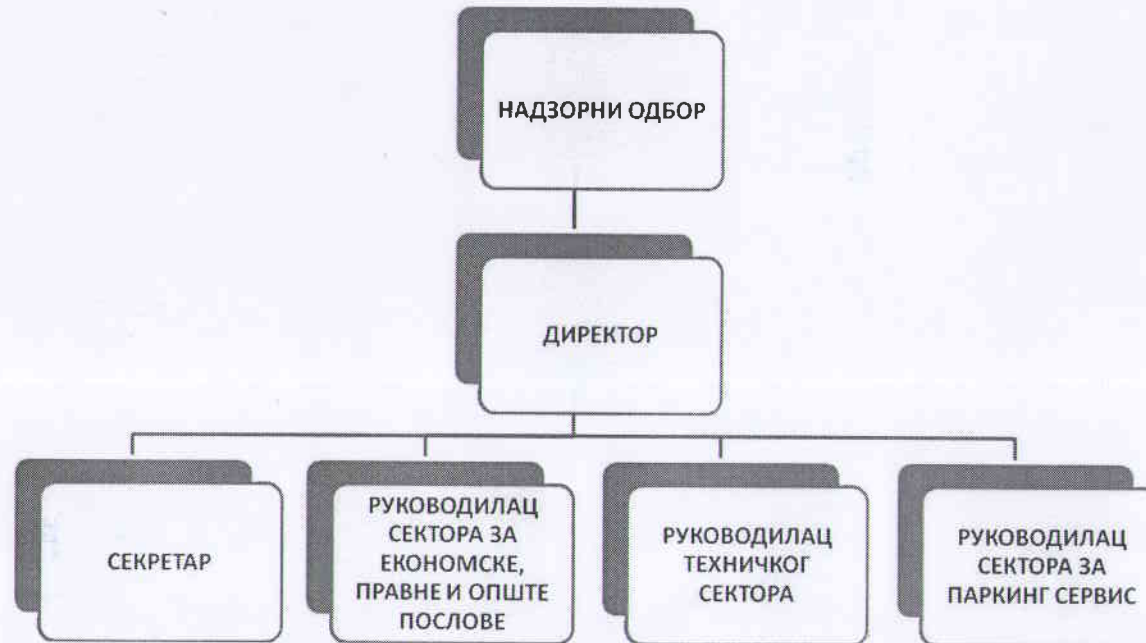 НАДЗОРНИ ОДБОР
ДИРЕКТОР
СЕКРЕТАР
РУКОВОДИЛАЦ
СЕКТОРА ЗА
ЕКОНОМСКЕ,
ПРАВНЕ И ОПШТЕ
ПОСЛОВЕ
РУКОВОДИЛАЦ
ТЕХНИЧКОГ
СЕКТОРА
РУКОВОДИЛАЦ
СЕКТОРА ЗА
ПАРКИНГ СЕРВИС